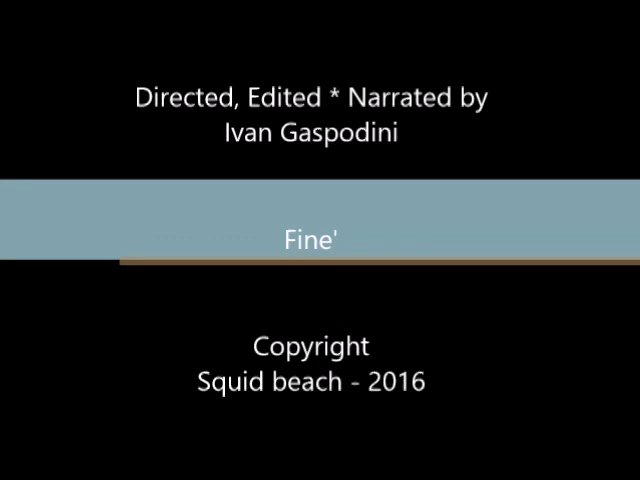 Directed, Edited * Narrated by
Ivan Gaspodini
Fine'
Copyright
Squid beach - 2016